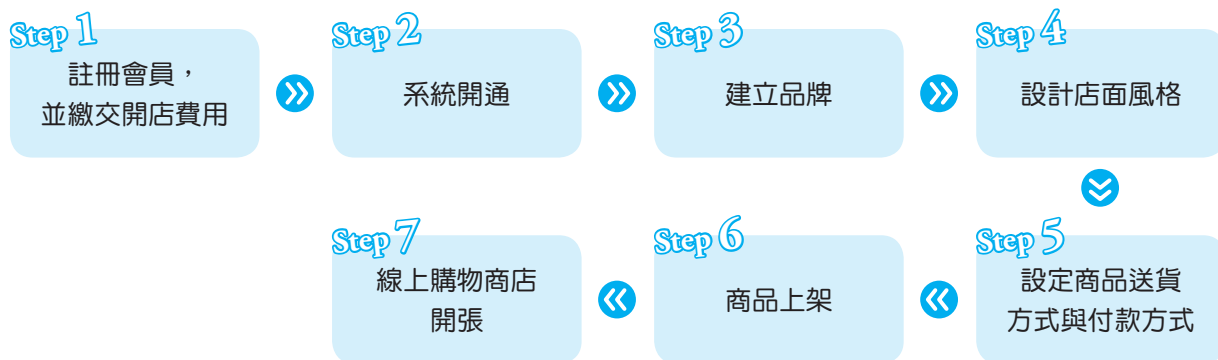 Step 1
註冊會員，
並繳交開店費用
Step 2
系統開通
Step 3
建立品牌
Step 4
設計店面風格
Step 5
設定商品送貨
方式與付款方式
Step 6
商品上架
Step 7
線上購物商店
開張